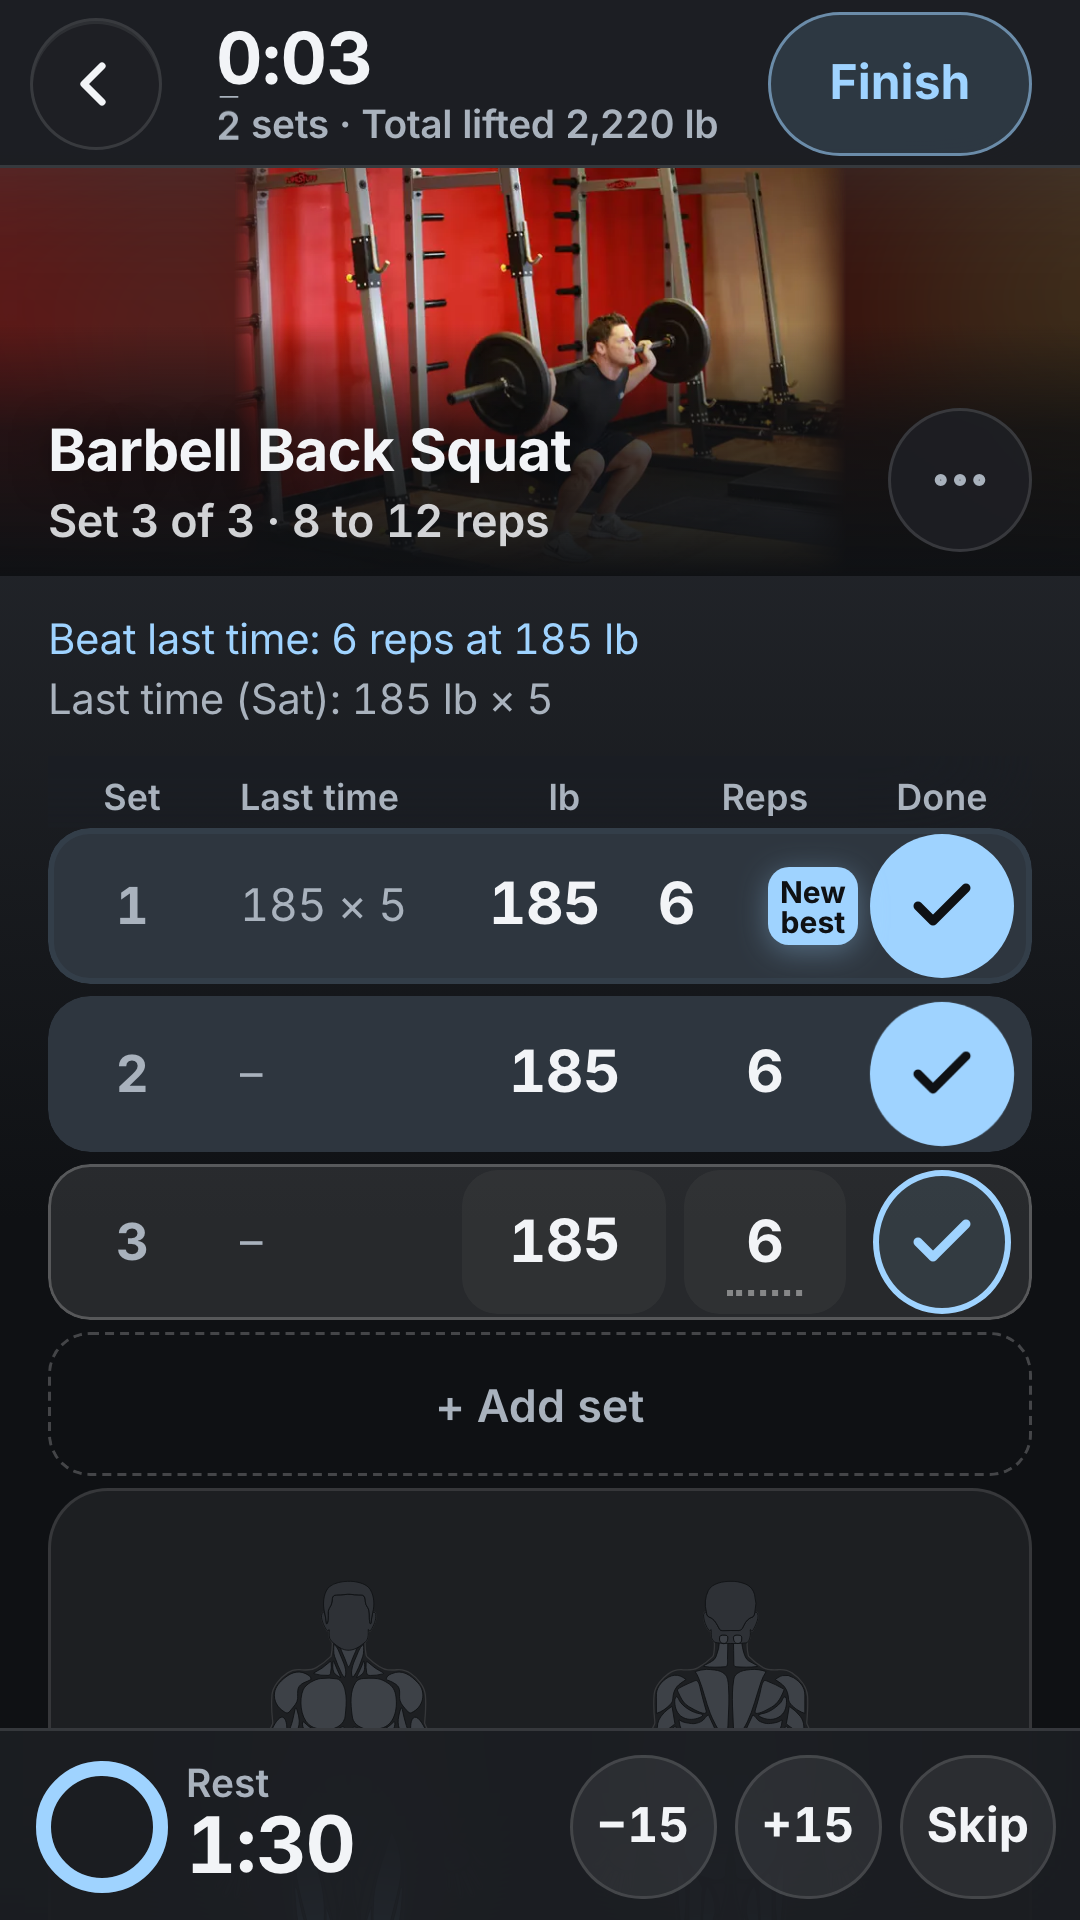 0:03
2 sets · Total lifted 2,220 lb
Finish
Barbell Back Squat
Set 3 of 3 · 8 to 12 reps
Beat last time: 6 reps at 185 lb
Last time (Sat): 185 lb × 5
Set Last time lb Reps Done
1 185 × 5 185 6 New best
2 – 185 6
3 – 185 6
+ Add set
Rest
1:30
−15 +15 Skip